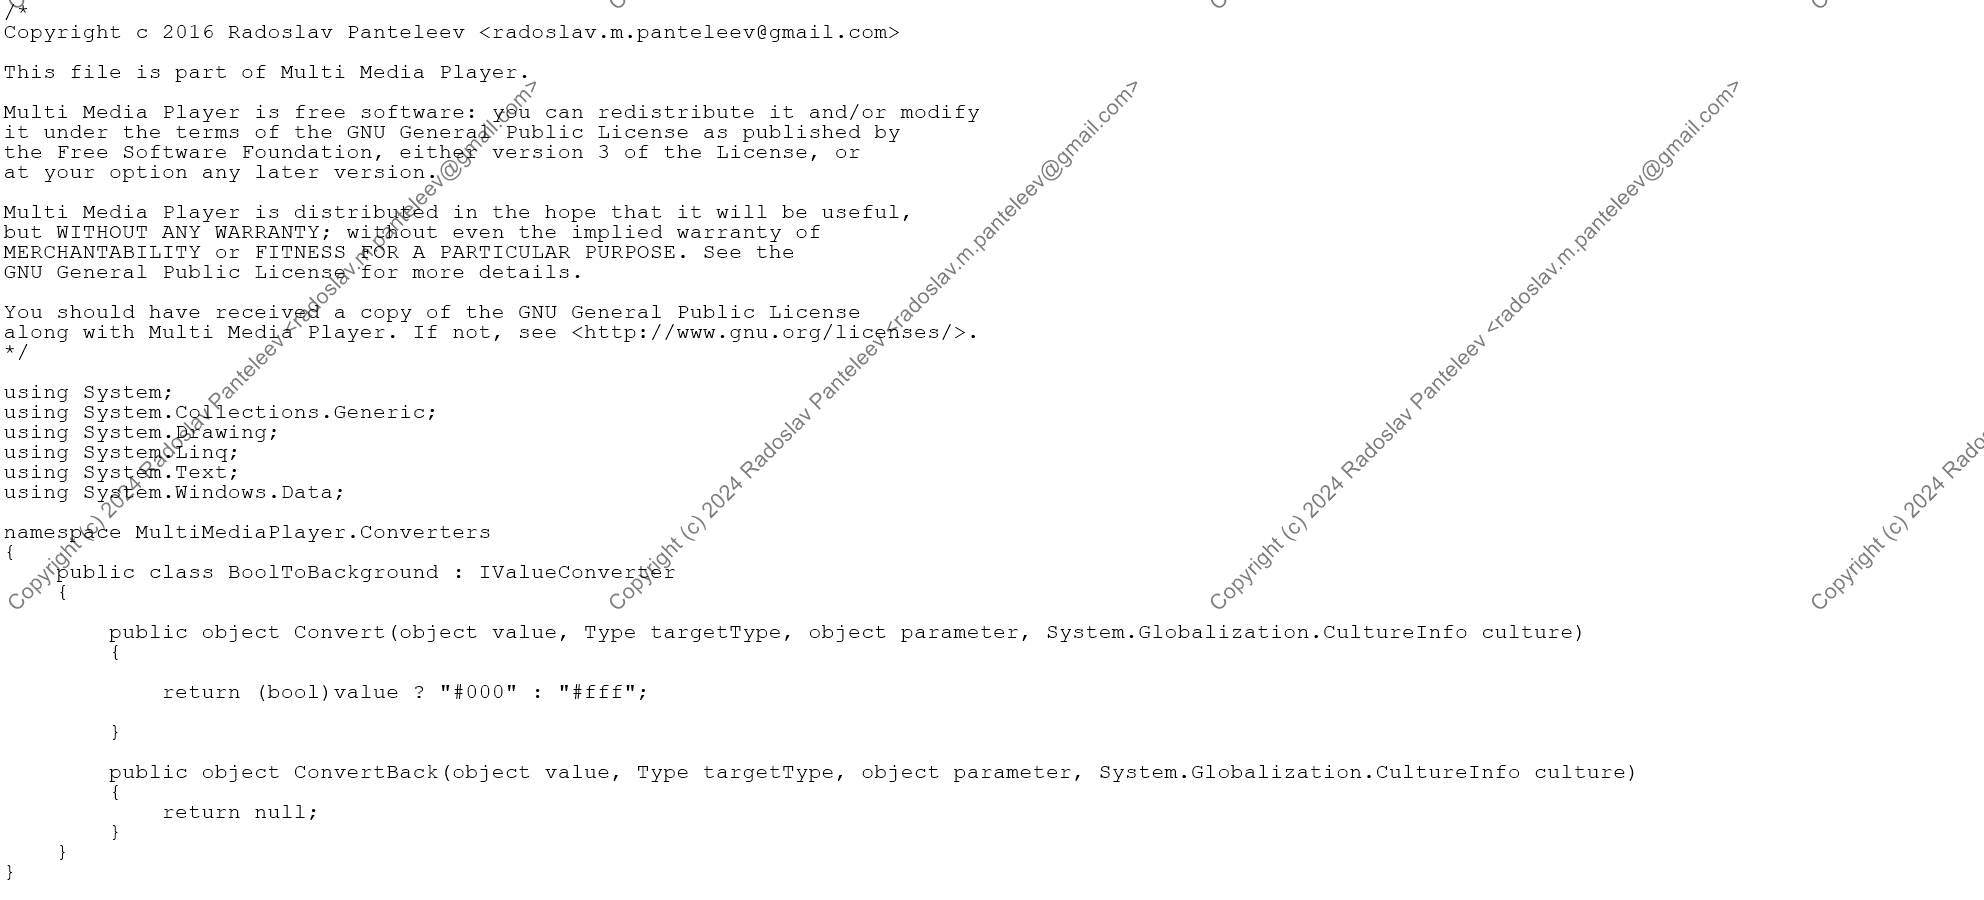 /*
Copyright c 2016 Radoslav Panteleev <radoslav.m.panteleev@gmail.com>

This file is part of Multi Media Player.

Multi Media Player is free software: you can redistribute it and/or modify
it under the terms of the GNU General Public License as published by
the Free Software Foundation, either version 3 of the License, or
at your option any later version.

Multi Media Player is distributed in the hope that it will be useful,
but WITHOUT ANY WARRANTY; without even the implied warranty of
MERCHANTABILITY or FITNESS FOR A PARTICULAR PURPOSE. See the
GNU General Public License for more details.

You should have received a copy of the GNU General Public License
along with Multi Media Player. If not, see <http://www.gnu.org/licenses/>.
*/

using System;
using System.Collections.Generic;
using System.Drawing;
using System.Linq;
using System.Text;
using System.Windows.Data;

namespace MultiMediaPlayer.Converters
{
    public class BoolToBackground : IValueConverter
    {

        public object Convert(object value, Type targetType, object parameter, System.Globalization.CultureInfo culture)
        {

            return (bool)value ? "#000" : "#fff";

        }

        public object ConvertBack(object value, Type targetType, object parameter, System.Globalization.CultureInfo culture)
        {
            return null;
        }
    }
}
Copyright (c) 2024 Radoslav Panteleev <radoslav.m.panteleev@gmail.com>
Copyright (c) 2024 Radoslav Panteleev <radoslav.m.panteleev@gmail.com>
Copyright (c) 2024 Radoslav Panteleev <radoslav.m.panteleev@gmail.com>
Copyright (c) 2024